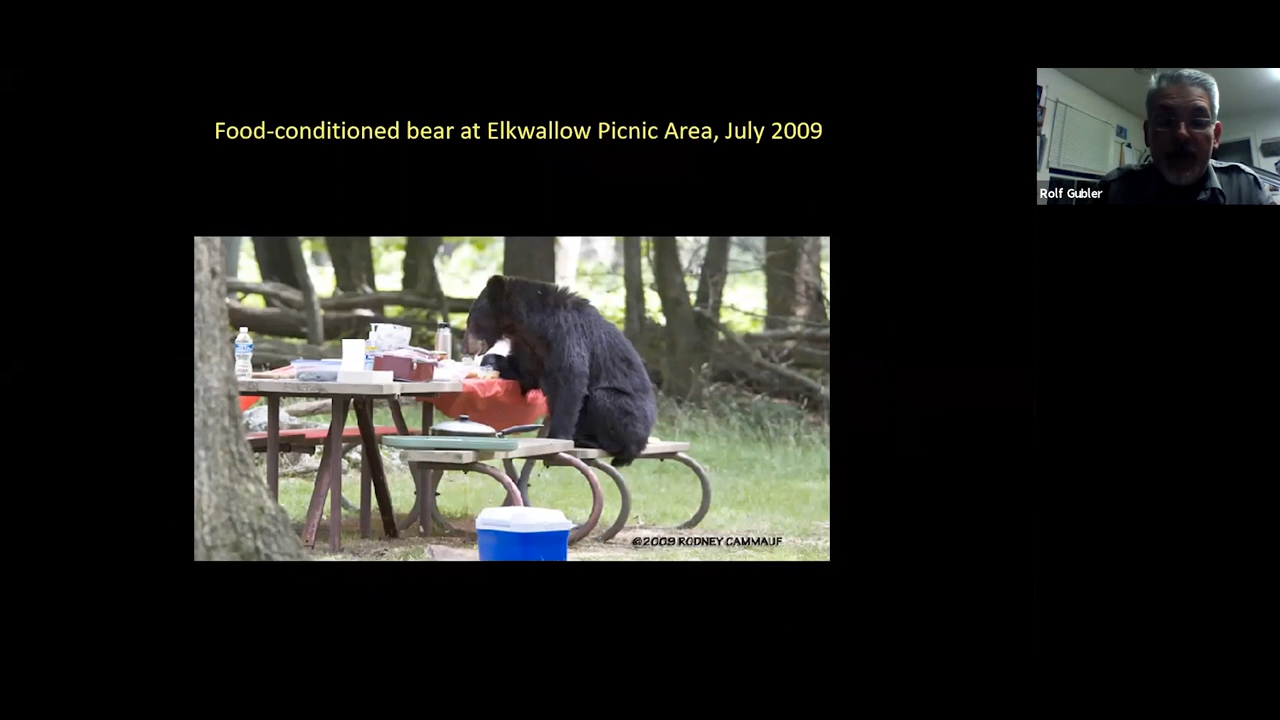 Food-conditioned bear at Elkwallow Picnic Area, July 2009
Rolf Gubler
©2009 RODNEY CAMMAUF